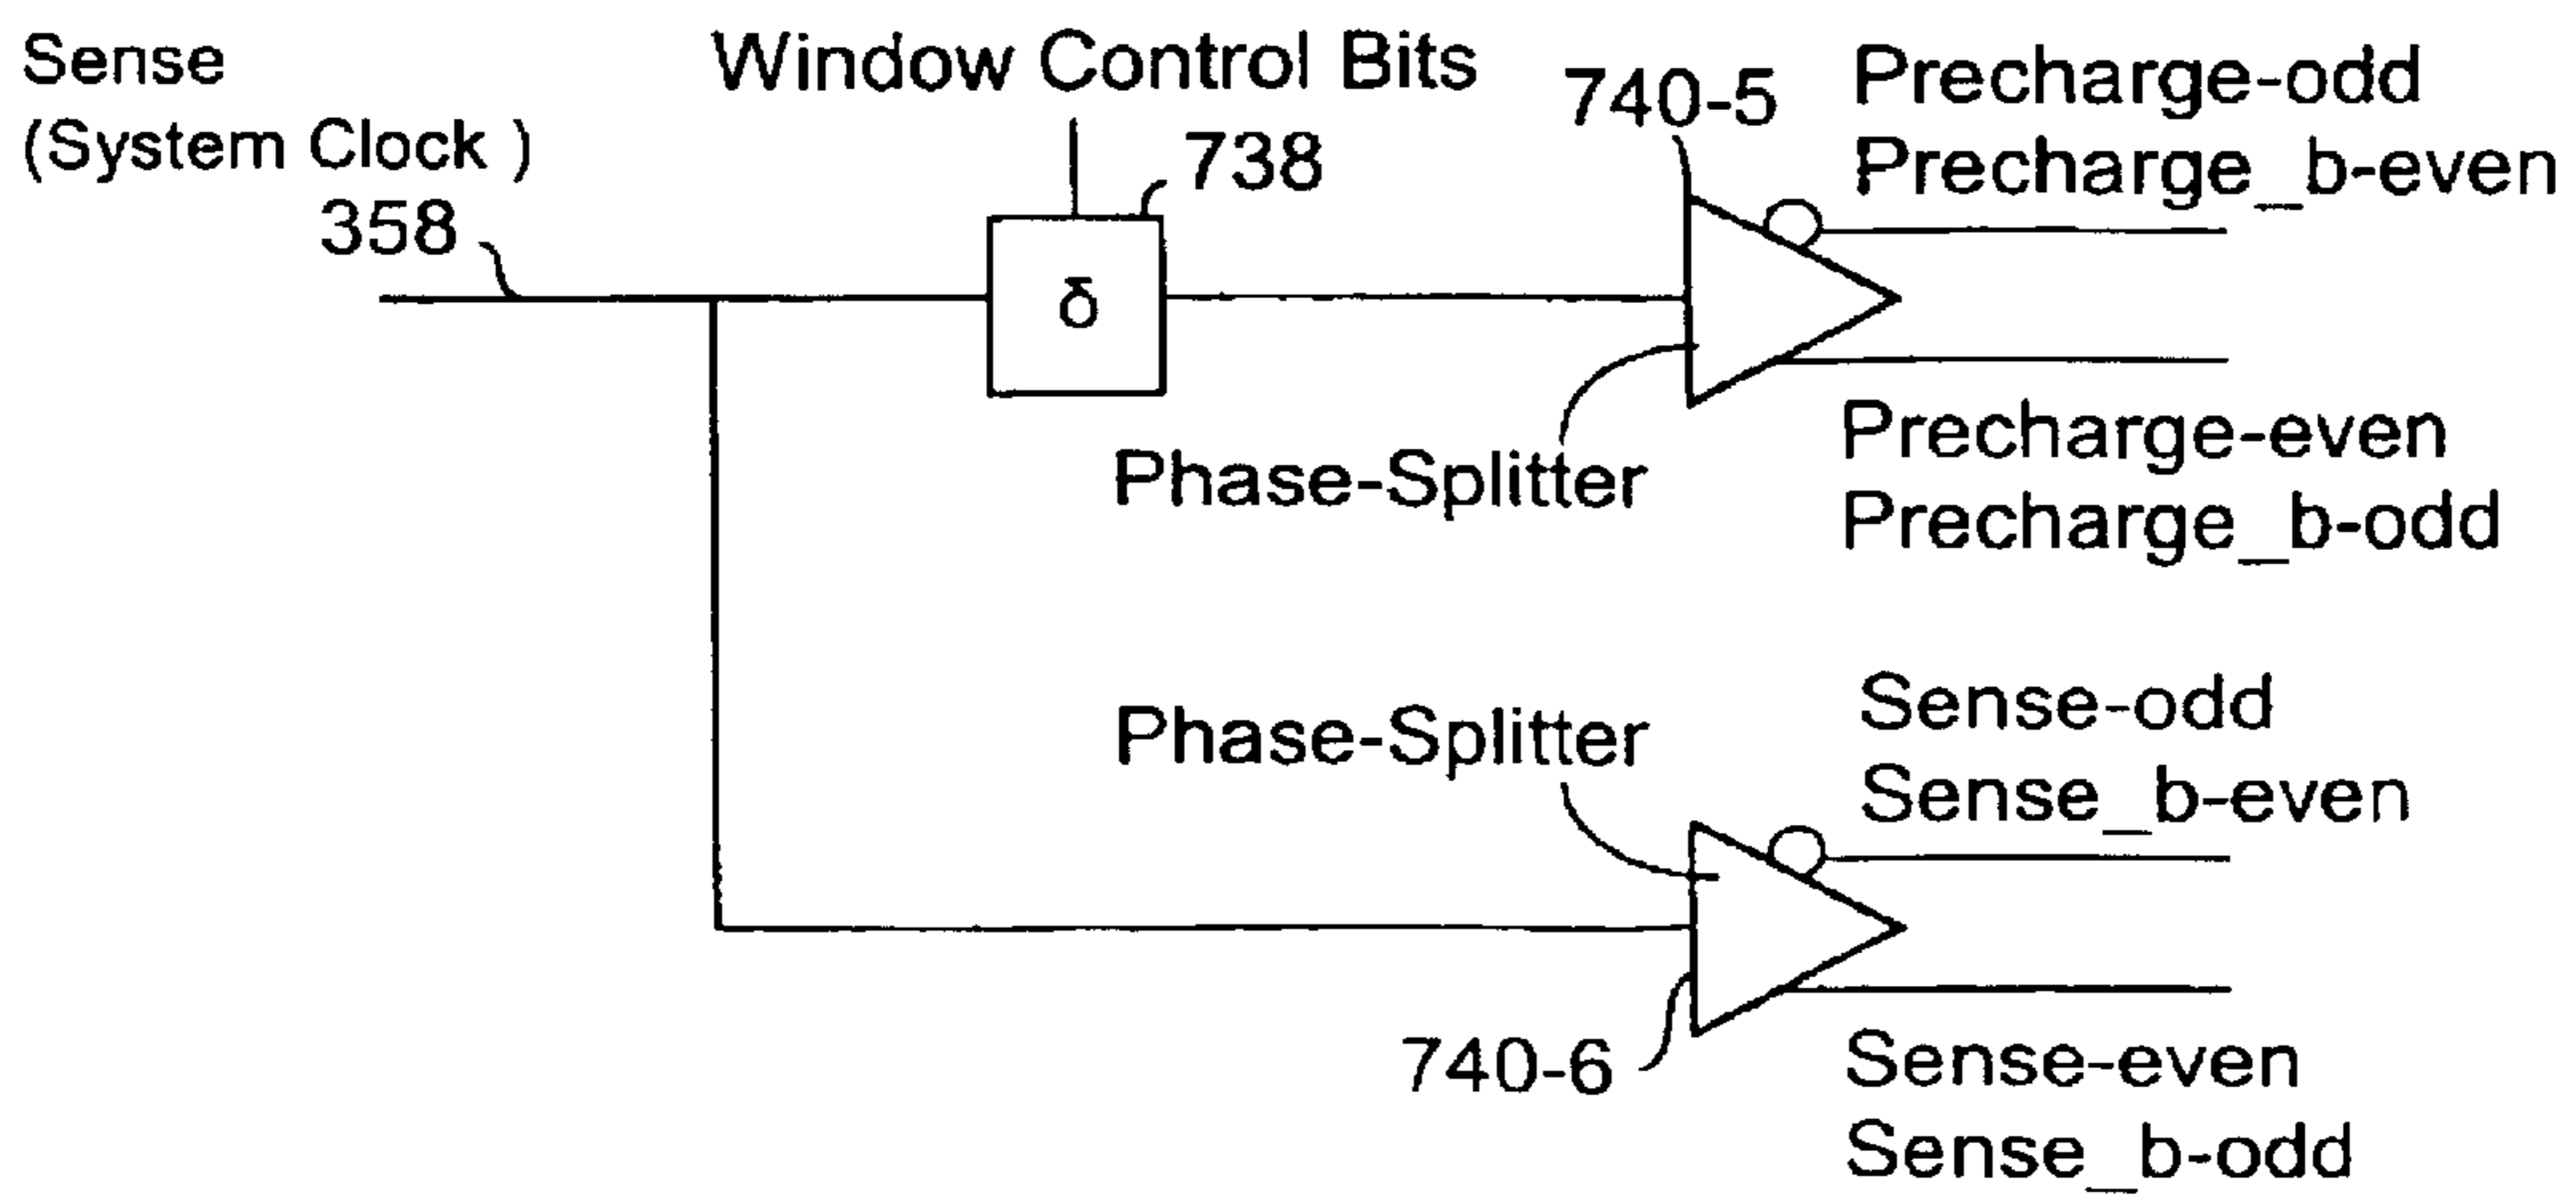 Sense
(System Clock )
358
Window Control Bits
738
δ
740-5
Precharge-odd
Precharge_b-even
Phase-Splitter
Precharge-even
Precharge_b-odd
Phase-Splitter
Sense-odd
Sense_b-even
740-6
Sense-even
Sense_b-odd